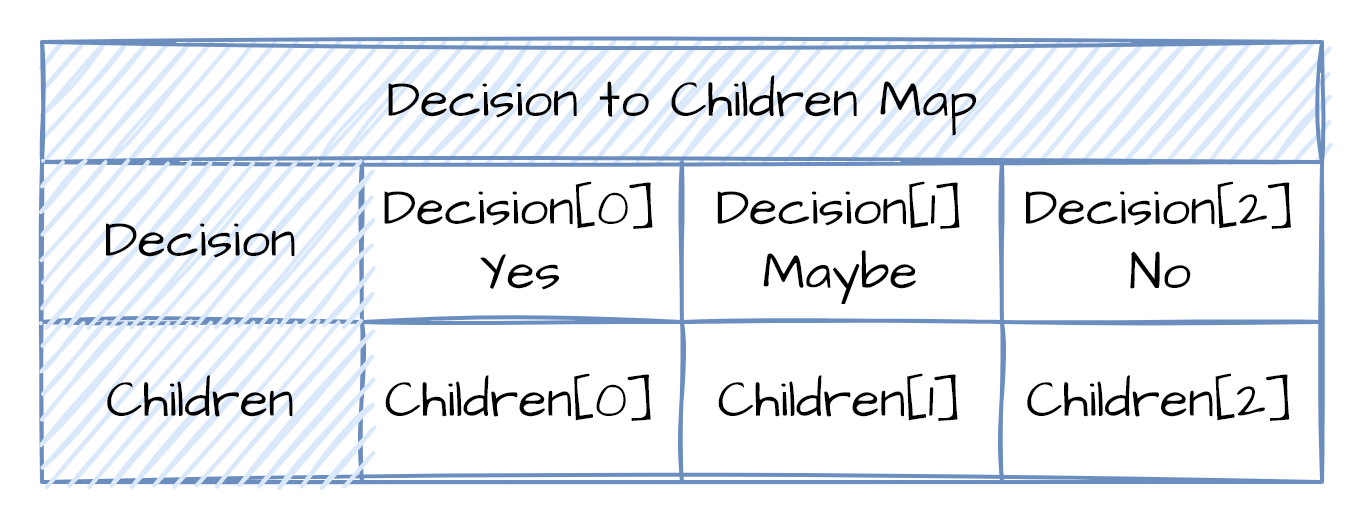 Decision to Children Map
Decision
Decision[0]
Yes
Decision[1]
Maybe
Decision[2]
No
Children
Children[0]
Children[1]
Children[2]